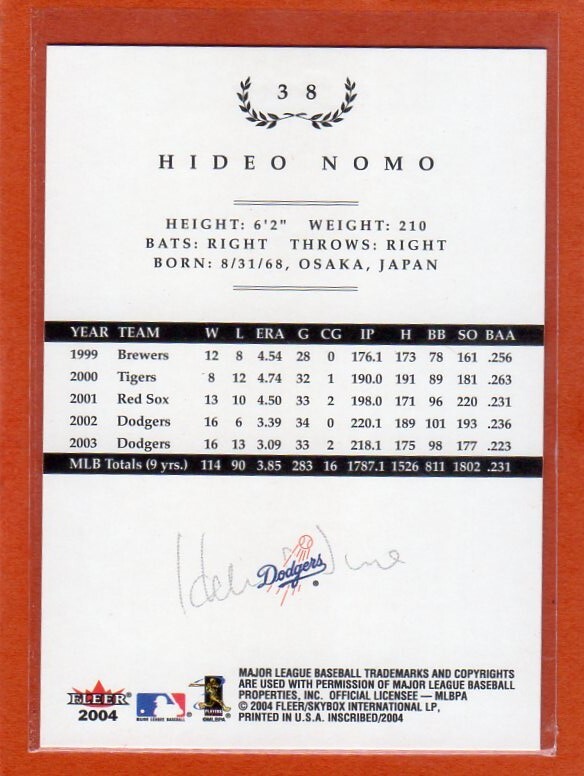 38
HIDEO NOMO
HEIGHT: 6'2" WEIGHT: 210
BATS: RIGHT THROWS: RIGHT
BORN: 8/31/68, OSAKA, JAPAN
YEAR TEAM W L ERA G CG IP H BB SO BAA
1999 Brewers 12 8 4.54 28 0 176.1 173 78 161 .256
2000 Tigers 8 12 4.74 32 1 190.0 191 89 181 .263
2001 Red Sox 13 10 4.50 33 2 198.0 171 96 220 .231
2002 Dodgers 16 6 3.39 34 0 220.1 189 101 193 .236
2003 Dodgers 16 13 3.09 33 2 218.1 175 98 177 .223
MLB Totals (9 yrs.) 114 90 3.85 283 16 1787.1 1526 811 1802 .231
Dodgers ®
MAJOR LEAGUE BASEBALL TRADEMARKS AND COPYRIGHTS
ARE USED WITH PERMISSION OF MAJOR LEAGUE BASEBALL
PROPERTIES, INC. OFFICIAL LICENSEE — MLBPA
© 2004 FLEER/SKYBOX INTERNATIONAL LP,
PRINTED IN U.S.A. INSCRIBED/2004
FLEER
2004
MAJOR LEAGUE BASEBALL
PLAYERS
©MLBPA